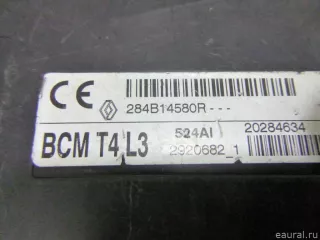 CE
284B14580R---
BCM T4 L3
524AI
20284634
2920682_1
© eaural.ru